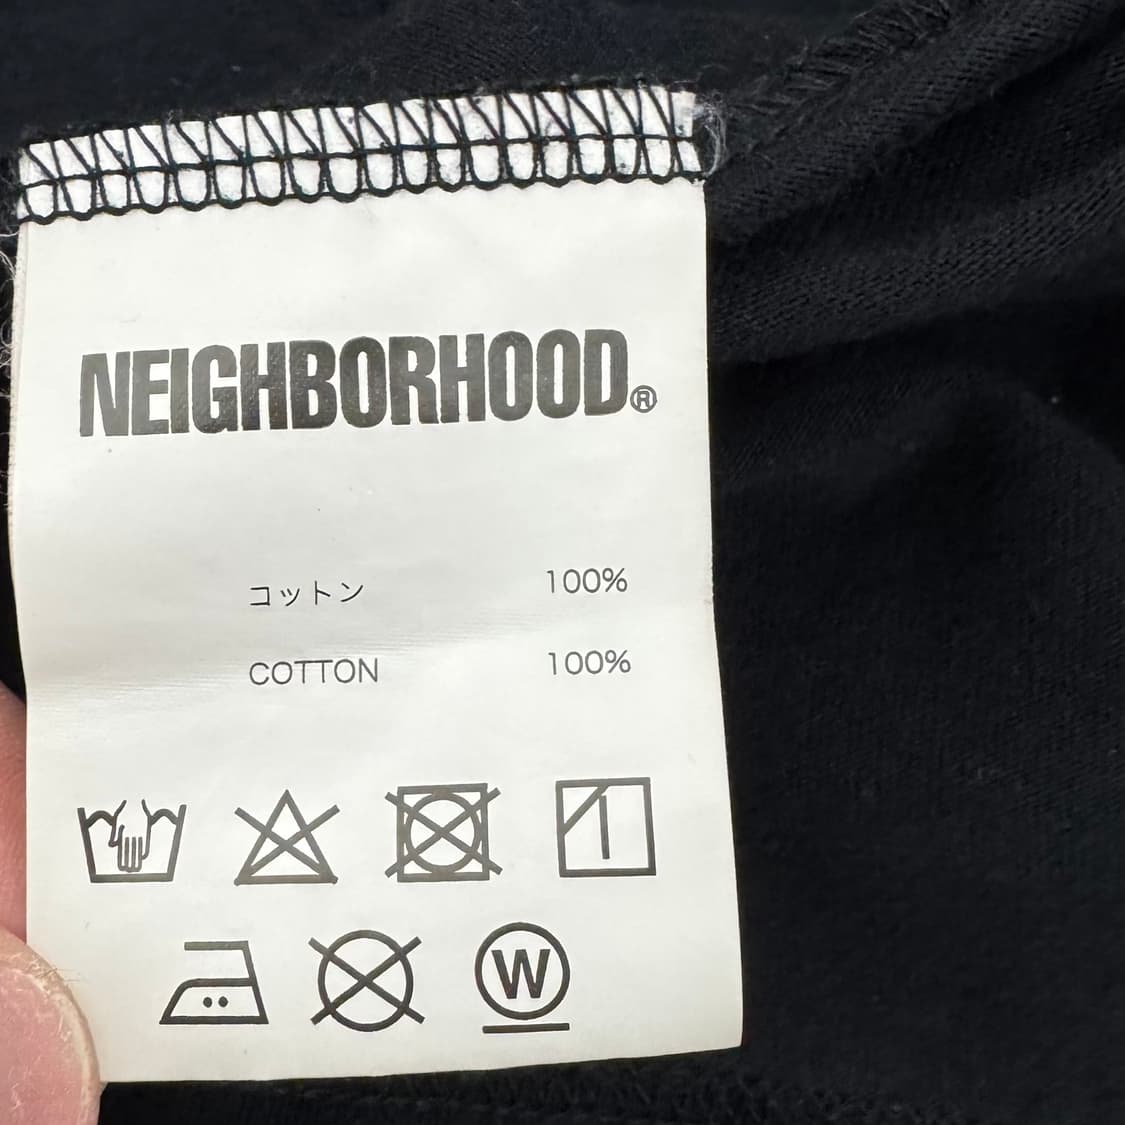 NEIGHBORHOOD®
コットン 100%
COTTON 100%
W